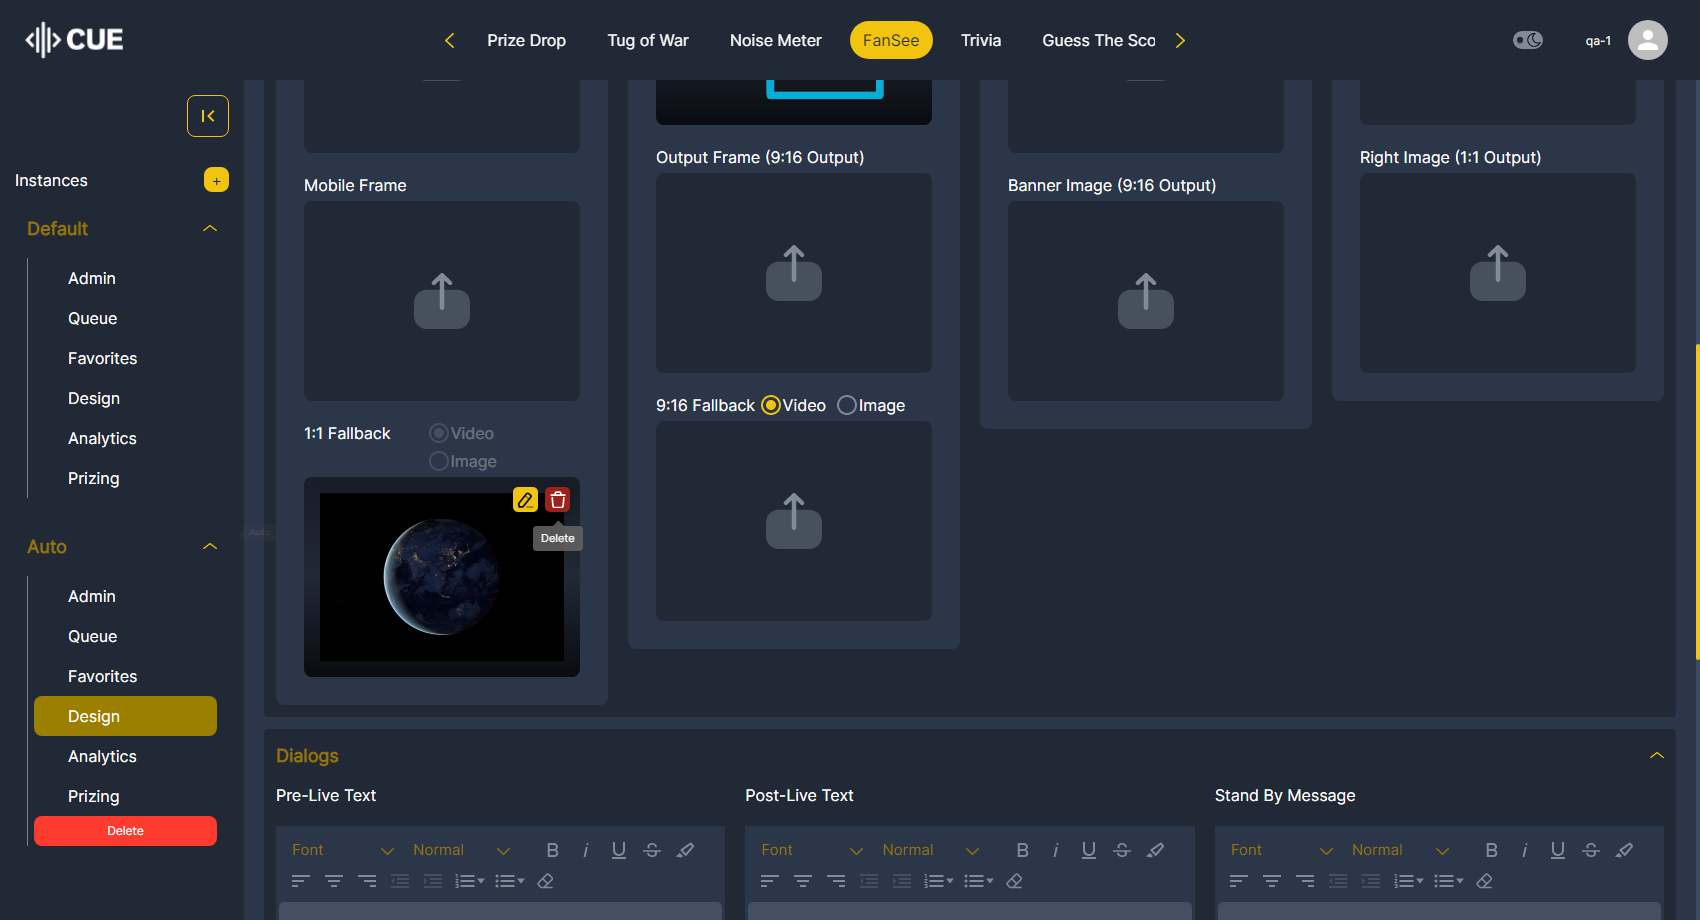 CUE
Prize Drop
Tug of War
Noise Meter
FanSee
Trivia
Guess The Sco
qa-1
Instances
+
Default
Admin
Queue
Favorites
Design
Analytics
Prizing
Auto
Admin
Queue
Favorites
Design
Analytics
Prizing
Delete
Auto
Mobile Frame
1:1 Fallback
Video
Image
Delete
Output Frame (9:16 Output)
9:16 Fallback Video Image
Banner Image (9:16 Output)
Right Image (1:1 Output)
Dialogs
Pre-Live Text
Font Normal B i U S
Post-Live Text
Font Normal B i U S
Stand By Message
Font Normal B i U S